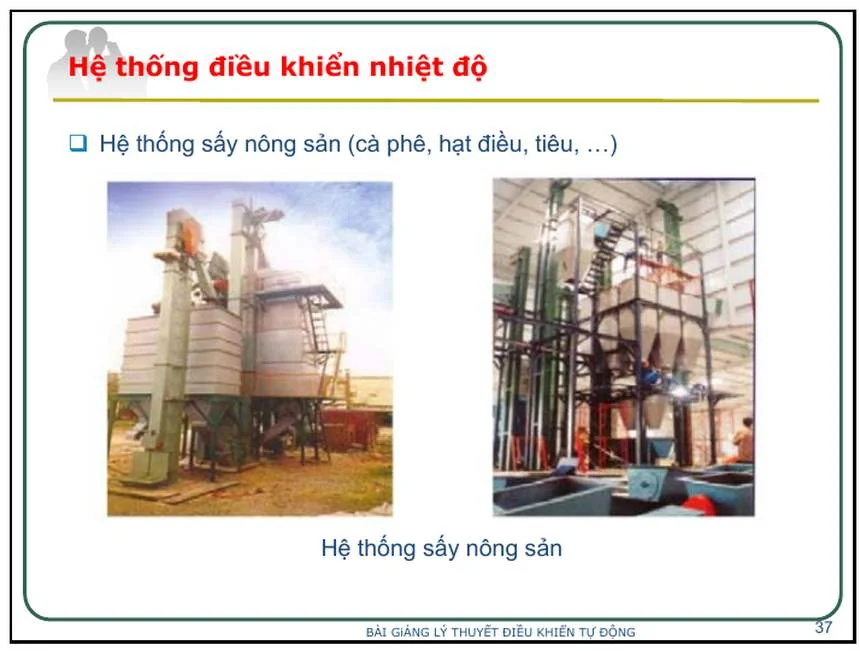 Hệ thống điều khiển nhiệt độ
Hệ thống sấy nông sản (cà phê, hạt điều, tiêu, …)
Hệ thống sấy nông sản
BÀI GiẢNG LÝ THUYẾT ĐIỀU KHIỂN TỰ ĐỘNG
37